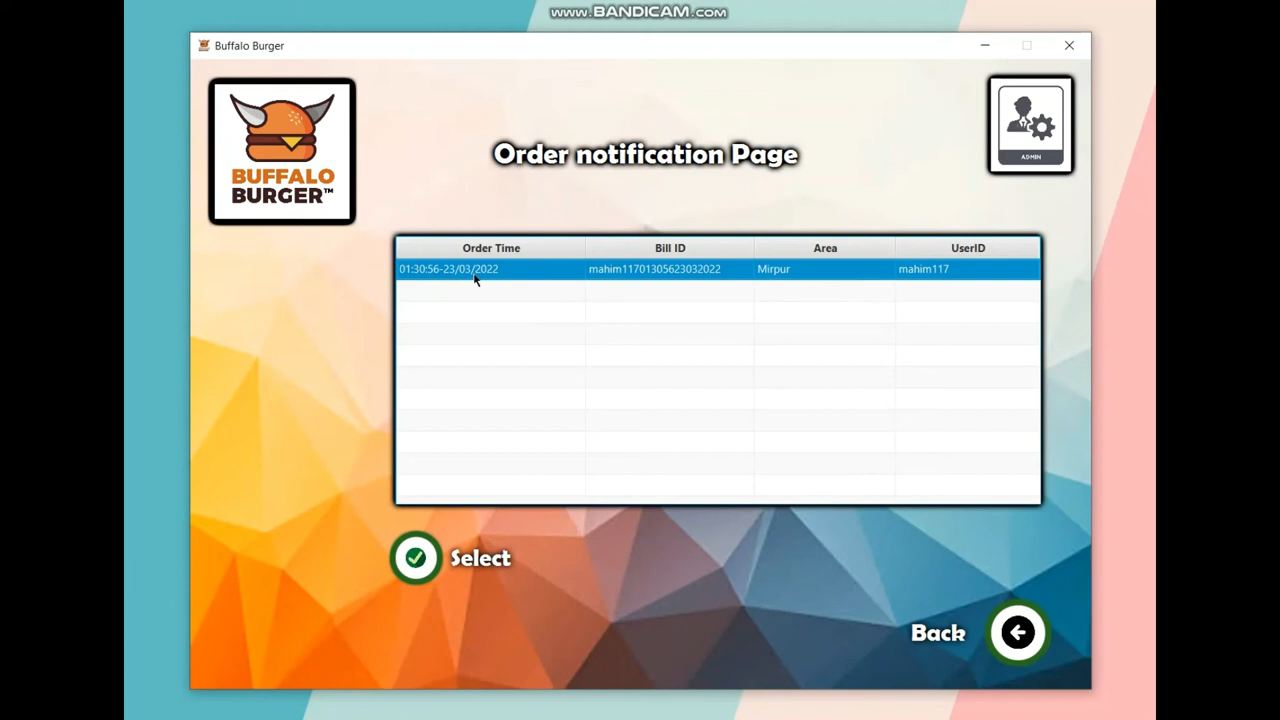 www.BANDICAM.com
Buffalo Burger
BUFFALO
BURGER™
ADMIN
Order notification Page
Order Time Bill ID Area UserID
01:30:56-23/03/2022 mahim11701305623032022 Mirpur mahim117
Select
Back